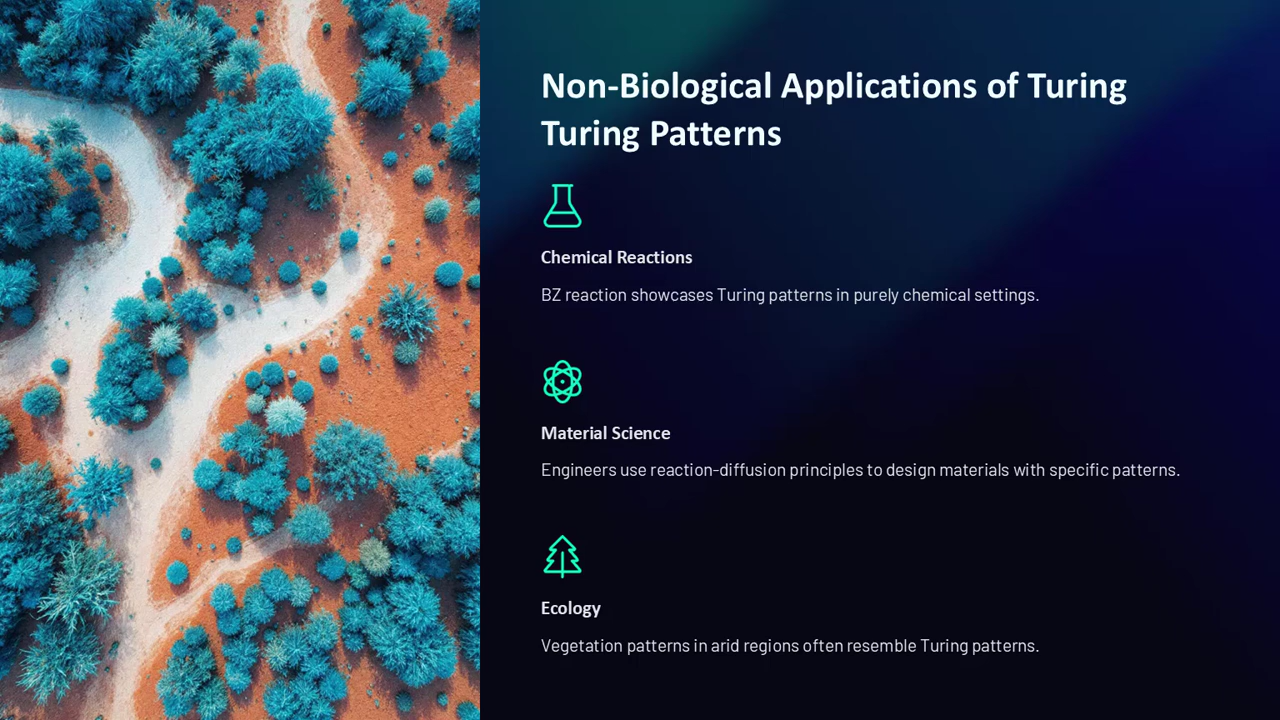 Non-Biological Applications of Turing
Turing Patterns
Chemical Reactions
BZ reaction showcases Turing patterns in purely chemical settings.
Material Science
Engineers use reaction-diffusion principles to design materials with specific patterns.
Ecology
Vegetation patterns in arid regions often resemble Turing patterns.